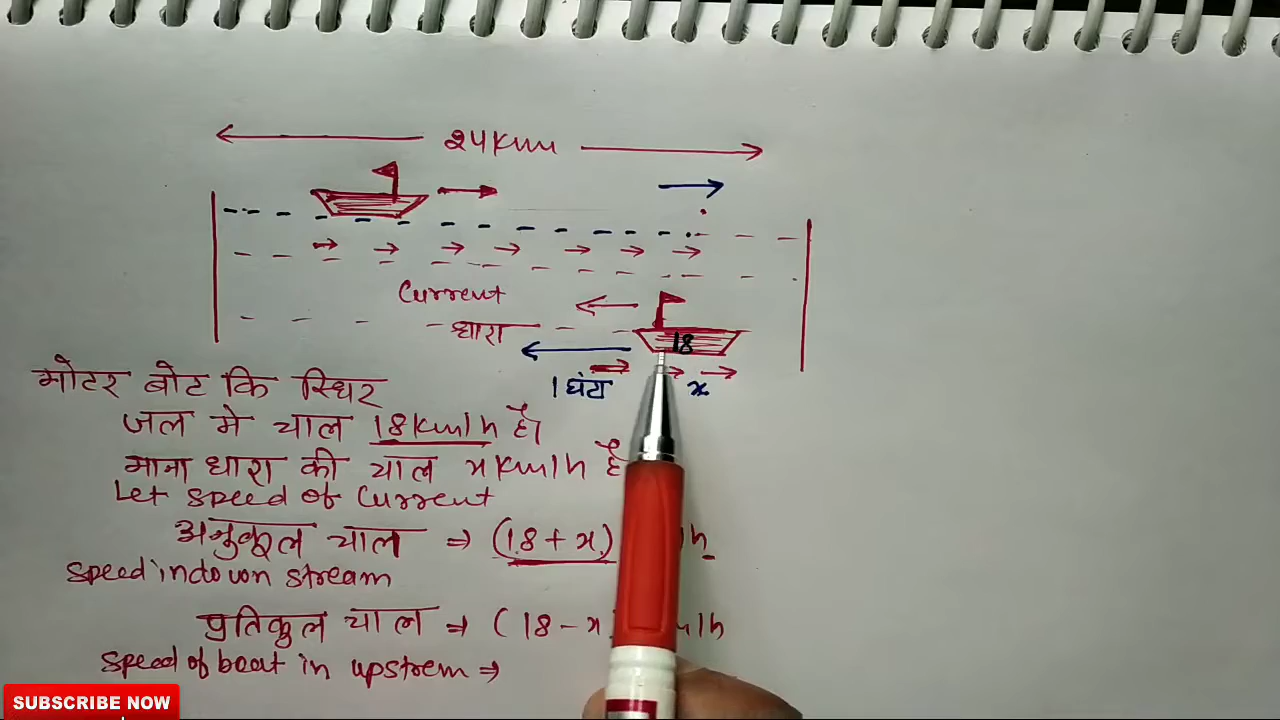 24Km
Current
धारा
18
1 घंटा
x
मोटर बोट कि स्थिर
जल मे चाल 18km/h है।
माना धारा की चाल x km/h है
Let speed of Current
अनुकूल चाल ⇒ (18 + x) h
speed in down stream
प्रतिकुल चाल ⇒ (18 - x h
speed of boat in upstrem ⇒
SUBSCRIBE NOW